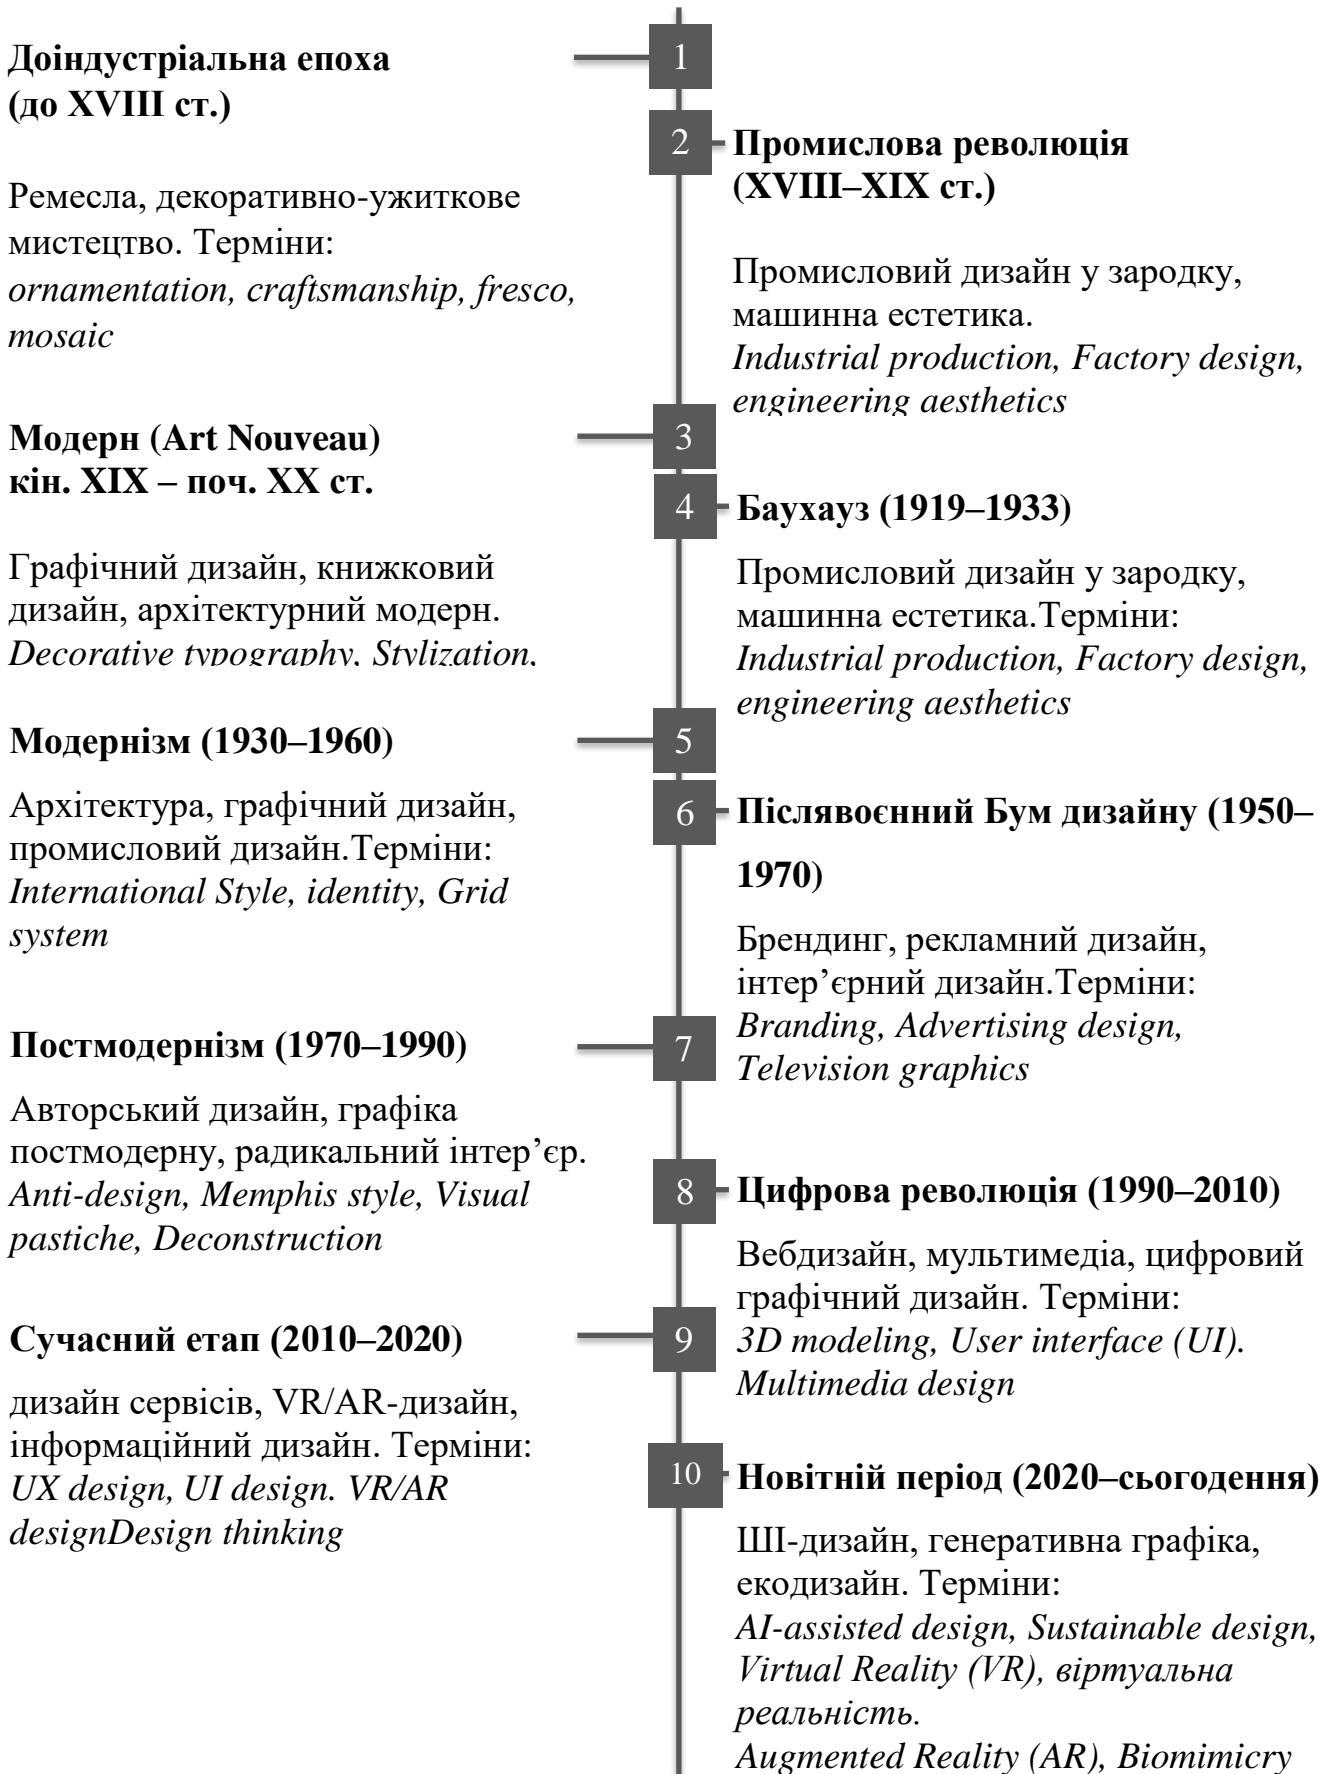 1
Доіндустріальна епоха
(до XVIII ст.)
Ремесла, декоративно-ужиткове
мистецтво. Терміни:
ornamentation, craftsmanship, fresco,
mosaic
2
Промислова революція
(XVIII–XIX ст.)
Промисловий дизайн у зародку,
машинна естетика.
Industrial production, Factory design,
engineering aesthetics
3
Модерн (Art Nouveau)
кін. XIX – поч. XX ст.
Графічний дизайн, книжковий
дизайн, архітектурний модерн.
Decorative typography, Stylization,
4
Баухауз (1919–1933)
Промисловий дизайн у зародку,
машинна естетика.Терміни:
Industrial production, Factory design,
engineering aesthetics
5
Модернізм (1930–1960)
Архітектура, графічний дизайн,
промисловий дизайн.Терміни:
International Style, identity, Grid
system
6
Післявоєнний Бум дизайну (1950–
1970)
Брендинг, рекламний дизайн,
інтер’єрний дизайн.Терміни:
Branding, Advertising design,
Television graphics
7
Постмодернізм (1970–1990)
Авторський дизайн, графіка
постмодерну, радикальний інтер’єр.
Anti-design, Memphis style, Visual
pastiche, Deconstruction
8
Цифрова революція (1990–2010)
Вебдизайн, мультимедіа, цифровий
графічний дизайн. Терміни:
3D modeling, User interface (UI).
Multimedia design
9
Сучасний етап (2010–2020)
дизайн сервісів, VR/AR-дизайн,
інформаційний дизайн. Терміни:
UX design, UI design. VR/AR
designDesign thinking
10
Новітній період (2020–сьогодення)
ШІ-дизайн, генеративна графіка,
екодизайн. Терміни:
AI-assisted design, Sustainable design,
Virtual Reality (VR), віртуальна
реальність.
Augmented Reality (AR), Biomimicry